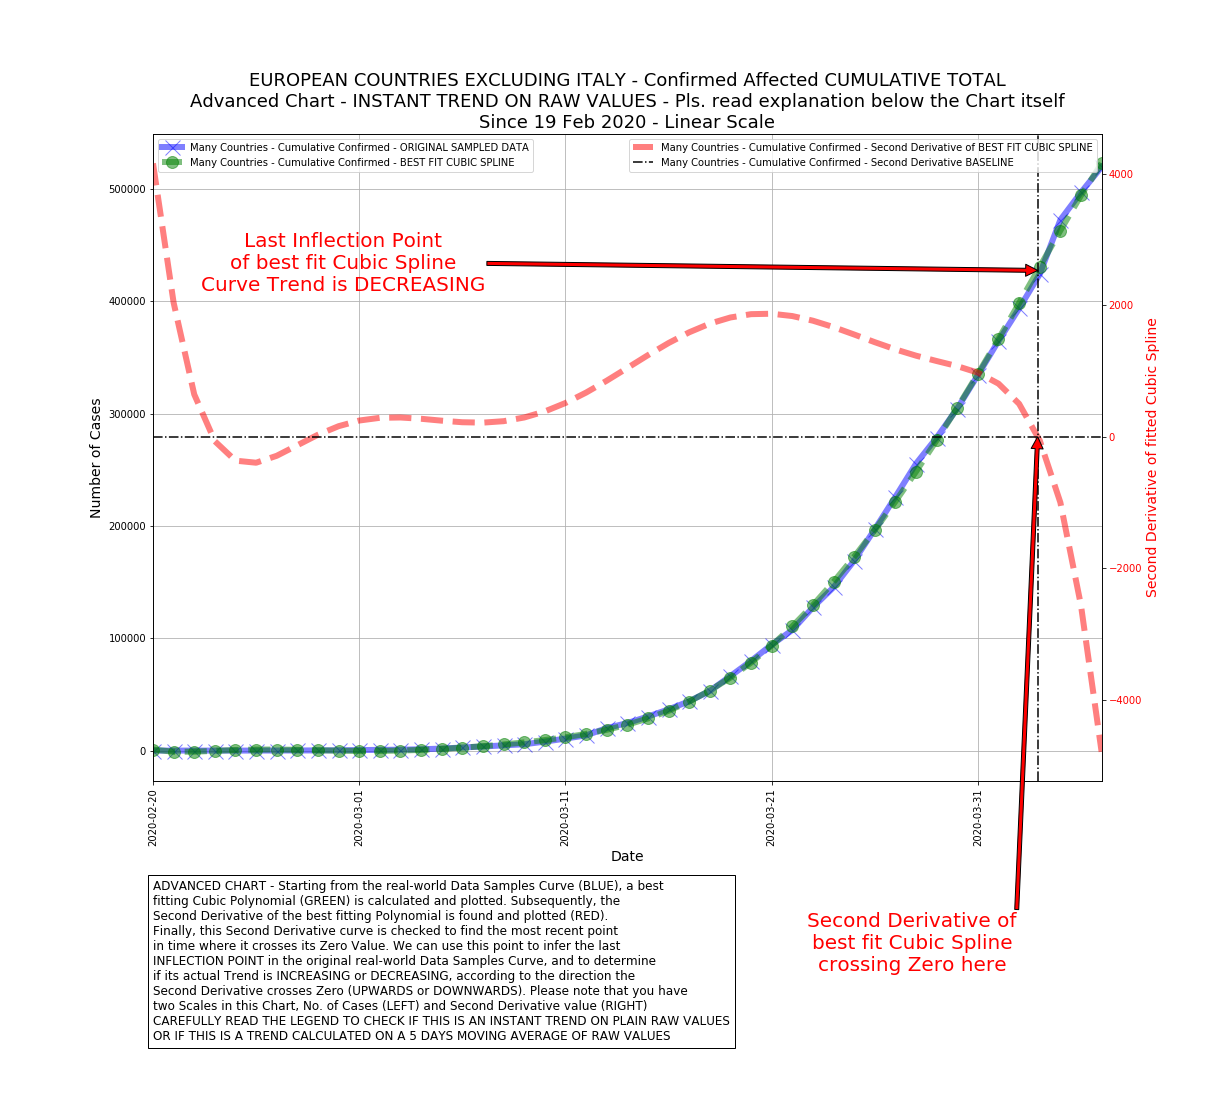 EUROPEAN COUNTRIES EXCLUDING ITALY - Confirmed Affected CUMULATIVE TOTAL
Advanced Chart - INSTANT TREND ON RAW VALUES - Pls. read explanation below the Chart itself
Since 19 Feb 2020 - Linear Scale
Many Countries - Cumulative Confirmed - ORIGINAL SAMPLED DATA
Many Countries - Cumulative Confirmed - BEST FIT CUBIC SPLINE
Many Countries - Cumulative Confirmed - Second Derivative of BEST FIT CUBIC SPLINE
Many Countries - Cumulative Confirmed - Second Derivative BASELINE
Last Inflection Point
of best fit Cubic Spline
Curve Trend is DECREASING
Number of Cases
500000
400000
300000
200000
100000
0
4000
2000
0
−2000
−4000
Second Derivative of fitted Cubic Spline
2020-02-20
2020-03-01
2020-03-11
2020-03-21
2020-03-31
Date
ADVANCED CHART - Starting from the real-world Data Samples Curve (BLUE), a best
fitting Cubic Polynomial (GREEN) is calculated and plotted. Subsequently, the
Second Derivative of the best fitting Polynomial is found and plotted (RED).
Finally, this Second Derivative curve is checked to find the most recent point
in time where it crosses its Zero Value. We can use this point to infer the last
INFLECTION POINT in the original real-world Data Samples Curve, and to determine
if its actual Trend is INCREASING or DECREASING, according to the direction the
Second Derivative crosses Zero (UPWARDS or DOWNWARDS). Please note that you have
two Scales in this Chart, No. of Cases (LEFT) and Second Derivative value (RIGHT)
CAREFULLY READ THE LEGEND TO CHECK IF THIS IS AN INSTANT TREND ON PLAIN RAW VALUES
OR IF THIS IS A TREND CALCULATED ON A 5 DAYS MOVING AVERAGE OF RAW VALUES
Second Derivative of
best fit Cubic Spline
crossing Zero here